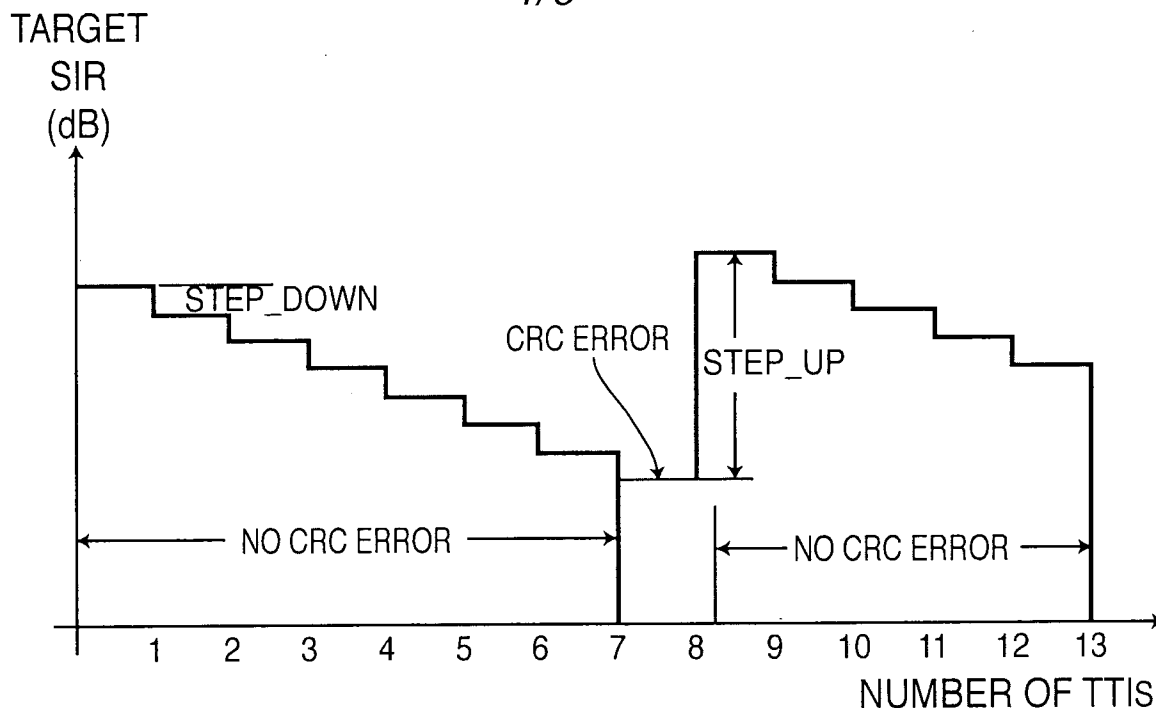 TARGET
SIR
(dB)
STEP_DOWN
CRC ERROR
STEP_UP
NO CRC ERROR
NO CRC ERROR
1 2 3 4 5 6 7 8 9 10 11 12 13
NUMBER OF TTIs